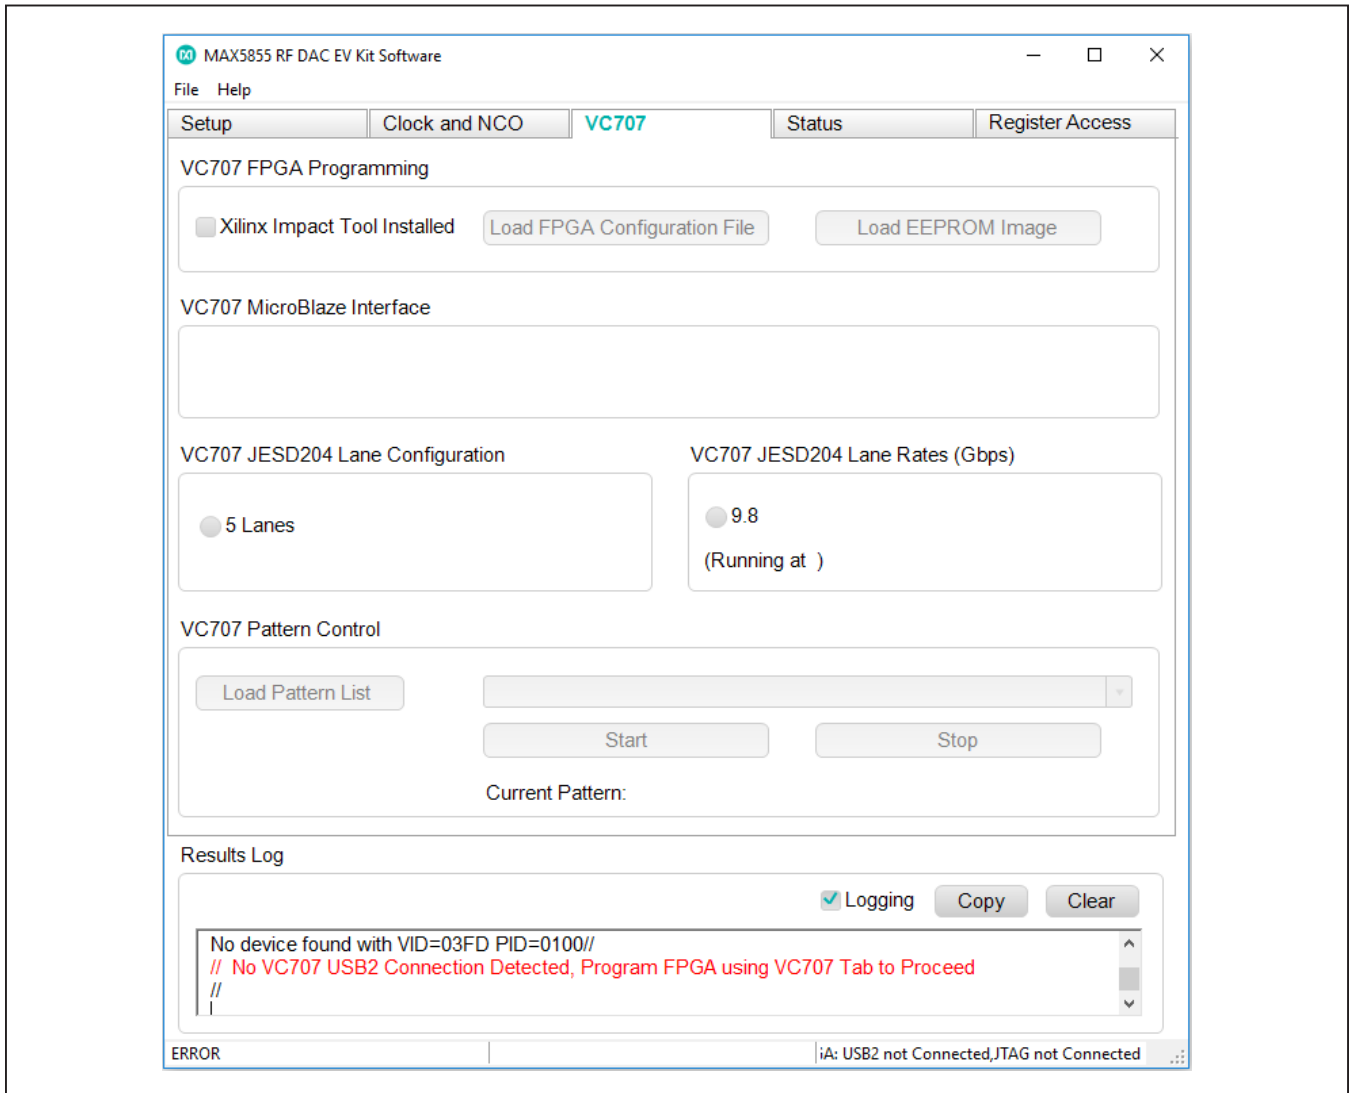 MAX5855 RF DAC EV Kit Software
File Help
Setup Clock and NCO VC707 Status Register Access
VC707 FPGA Programming
Xilinx Impact Tool Installed Load FPGA Configuration File Load EEPROM Image
VC707 MicroBlaze Interface
VC707 JESD204 Lane Configuration VC707 JESD204 Lane Rates (Gbps)
5 Lanes
9.8
(Running at )
VC707 Pattern Control
Load Pattern List
Start Stop
Current Pattern:
Results Log
Logging Copy Clear
No device found with VID=03FD PID=0100//
// No VC707 USB2 Connection Detected, Program FPGA using VC707 Tab to Proceed
//
ERROR iA: USB2 not Connected,JTAG not Connected